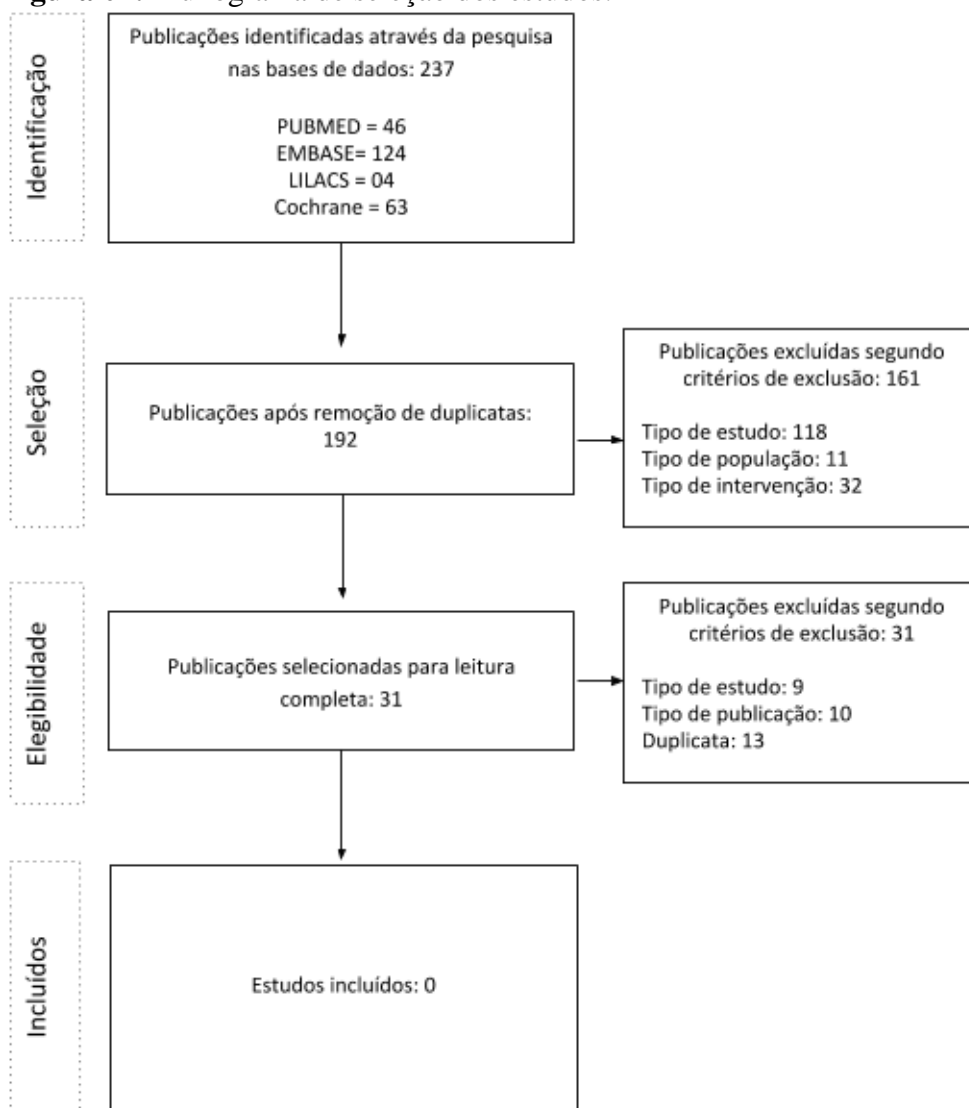 Identificação
Publicações identificadas através da pesquisa
nas bases de dados: 237
PUBMED = 46
EMBASE= 124
LILACS = 04
Cochrane = 63
Seleção
Publicações após remoção de duplicatas:
192
Publicações excluídas segundo
critérios de exclusão: 161
Tipo de estudo: 118
Tipo de população: 11
Tipo de intervenção: 32
Elegibilidade
Publicações selecionadas para leitura
completa: 31
Publicações excluídas segundo
critérios de exclusão: 31
Tipo de estudo: 9
Tipo de publicação: 10
Duplicata: 13
Incluídos
Estudos incluídos: 0